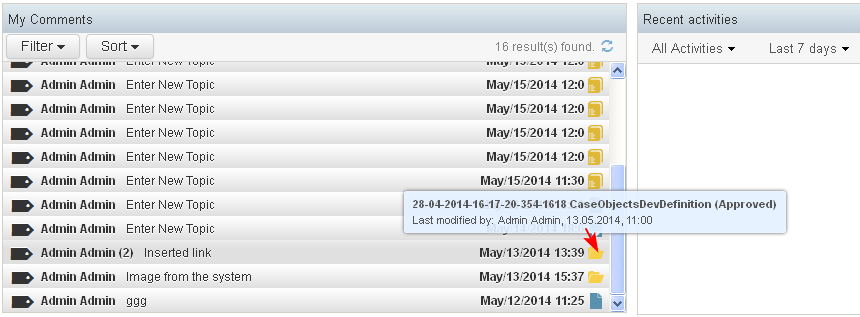 My Comments
Filter Sort 16 result(s) found.
Admin Admin Enter New Topic May/15/2014 12:0
Admin Admin Enter New Topic May/15/2014 12:0
Admin Admin Enter New Topic May/15/2014 12:0
Admin Admin Enter New Topic May/15/2014 12:0
Admin Admin Enter New Topic May/15/2014 12:0
Admin Admin Enter New Topic May/15/2014 11:30
Admin Admin Enter New Topic
Admin Admin Enter New Topic
28-04-2014-16-17-20-354-1618 CaseObjectsDevDefinition (Approved)
Last modified by: Admin Admin, 13.05.2014, 11:00
Admin Admin (2) Inserted link May/13/2014 13:39
Admin Admin Image from the system May/13/2014 15:37
Admin Admin ggg May/12/2014 11:25
Recent activities
All Activities Last 7 days